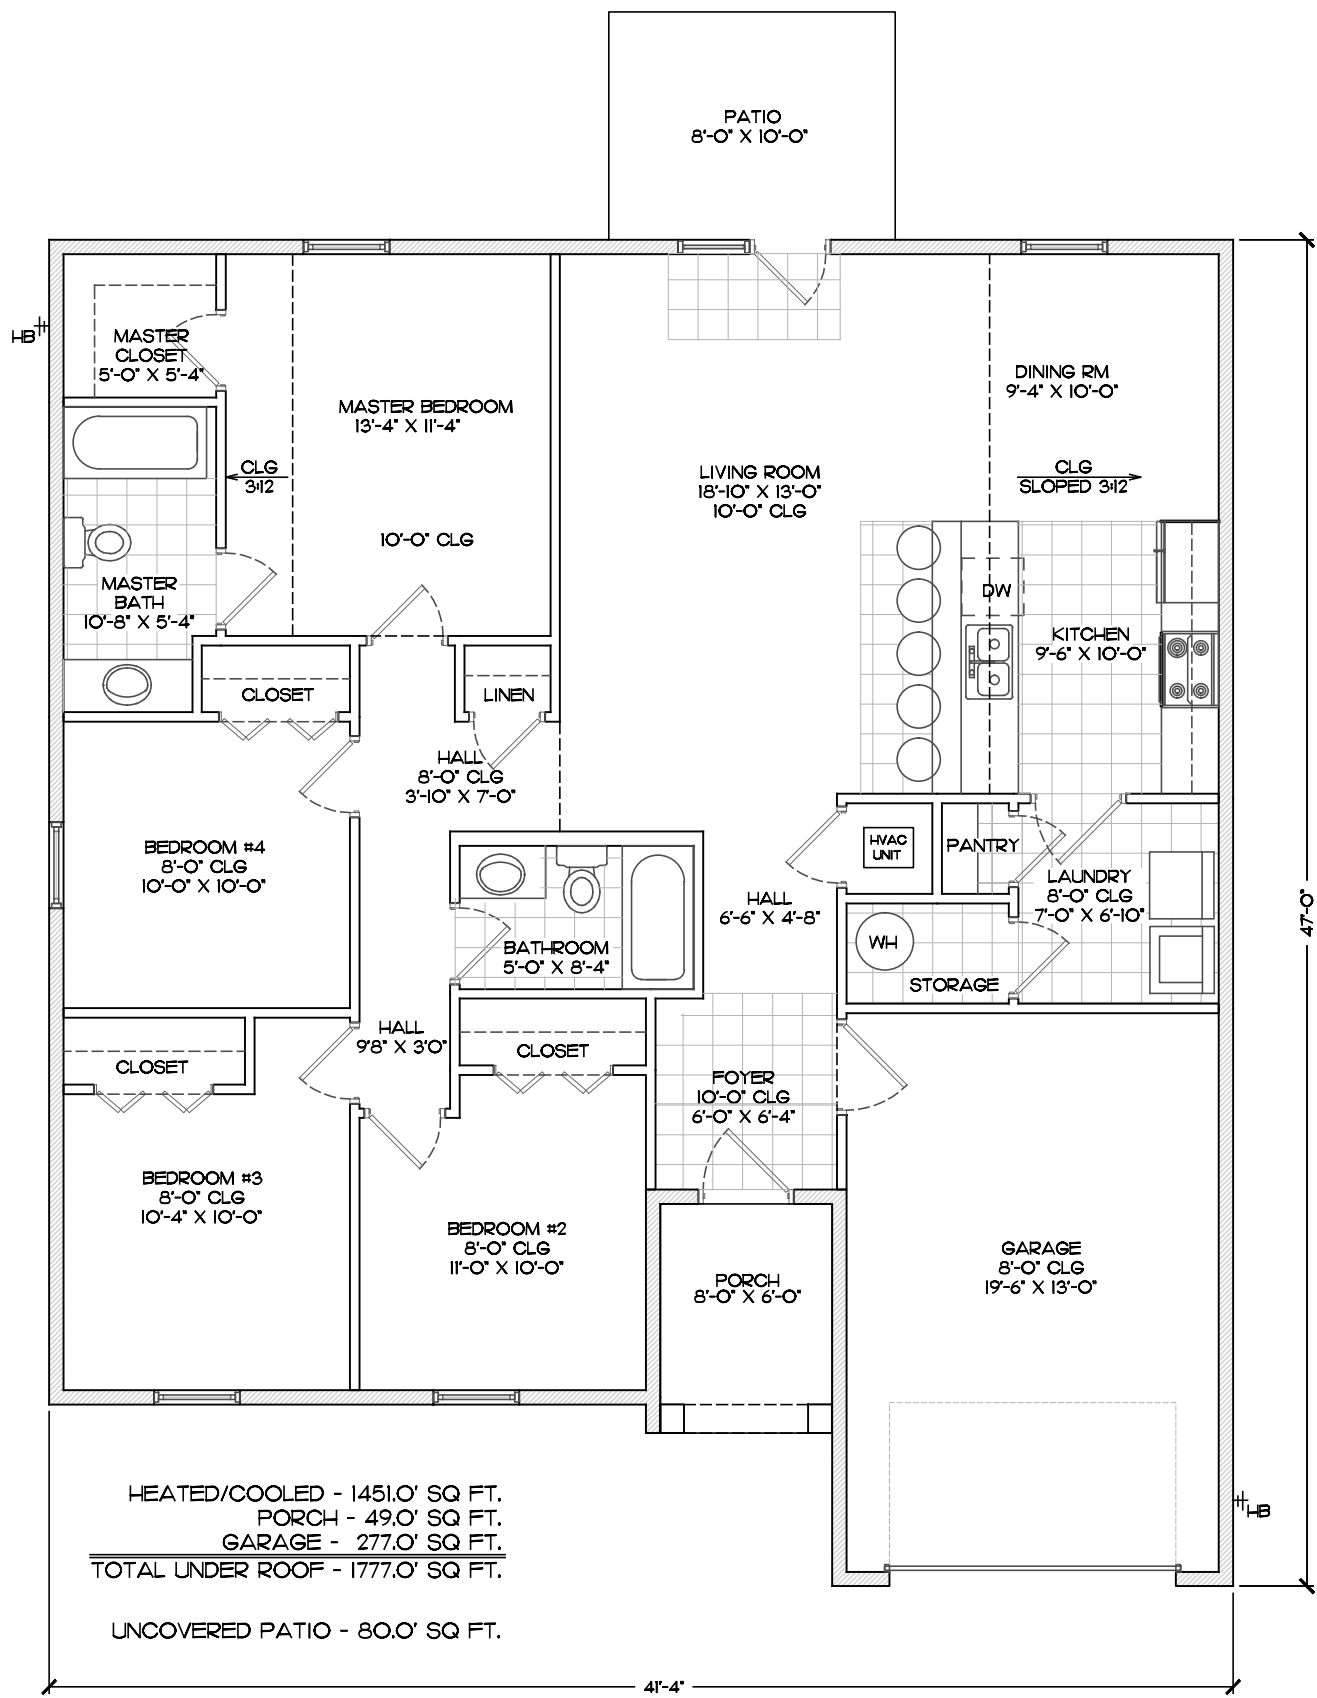 PATIO
8'-0" X 10'-0"
HB
MASTER
CLOSET
5'-0" X 5'-4"
MASTER BEDROOM
13'-4" X 11'-4"
CLG
3:12
10'-0" CLG
LIVING ROOM
18'-10" X 13'-0"
10'-0" CLG
DINING RM
9'-4" X 10'-0"
CLG
SLOPED 3:12
MASTER
BATH
10'-8" X 5'-4"
DW
KITCHEN
9'-6" X 10'-0"
CLOSET
LINEN
HALL
8'-0" CLG
3'-10" X 7'-0"
BEDROOM #4
8'-0" CLG
10'-0" X 10'-0"
HVAC
UNIT
PANTRY
LAUNDRY
8'-0" CLG
7'-0" X 6'-10"
HALL
6'-6" X 4'-8"
BATHROOM
5'-0" X 8'-4"
WH
STORAGE
47'-0"
HALL
9'8" X 3'0"
CLOSET
CLOSET
FOYER
10'-0" CLG
6'-0" X 6'-4"
BEDROOM #3
8'-0" CLG
10'-4" X 10'-0"
BEDROOM #2
8'-0" CLG
11'-0" X 10'-0"
PORCH
8'-0" X 6'-0"
GARAGE
8'-0" CLG
19'-6" X 13'-0"
HB
HEATED/COOLED - 1451.0' SQ FT.
PORCH - 49.0' SQ FT.
GARAGE - 277.0' SQ FT.
TOTAL UNDER ROOF - 1777.0' SQ FT.
UNCOVERED PATIO - 80.0' SQ FT.
41'-4"